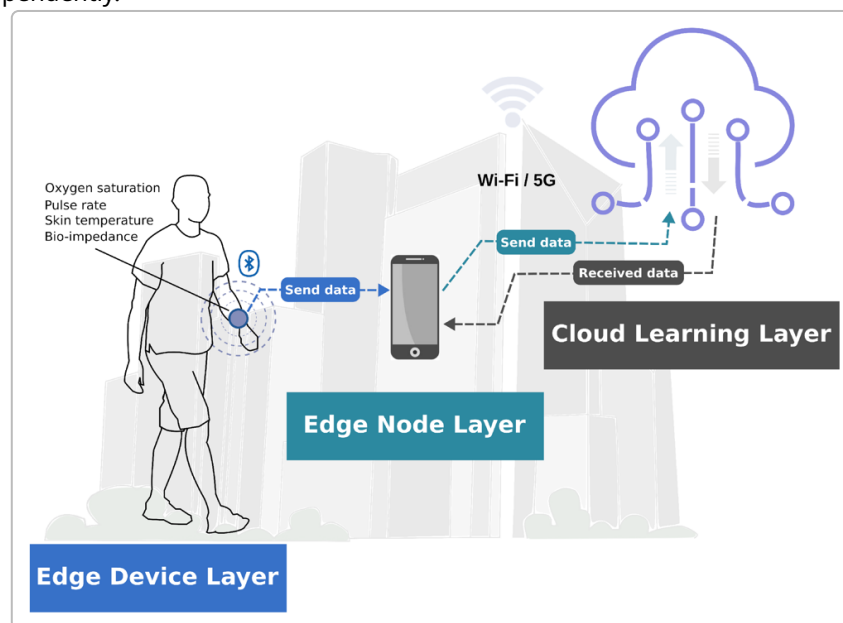 pendently.
Oxygen saturation
Pulse rate
Skin temperature
Bio-impedance
Wi-Fi / 5G
Send data
Send data
Received data
Cloud Learning Layer
Edge Node Layer
Edge Device Layer